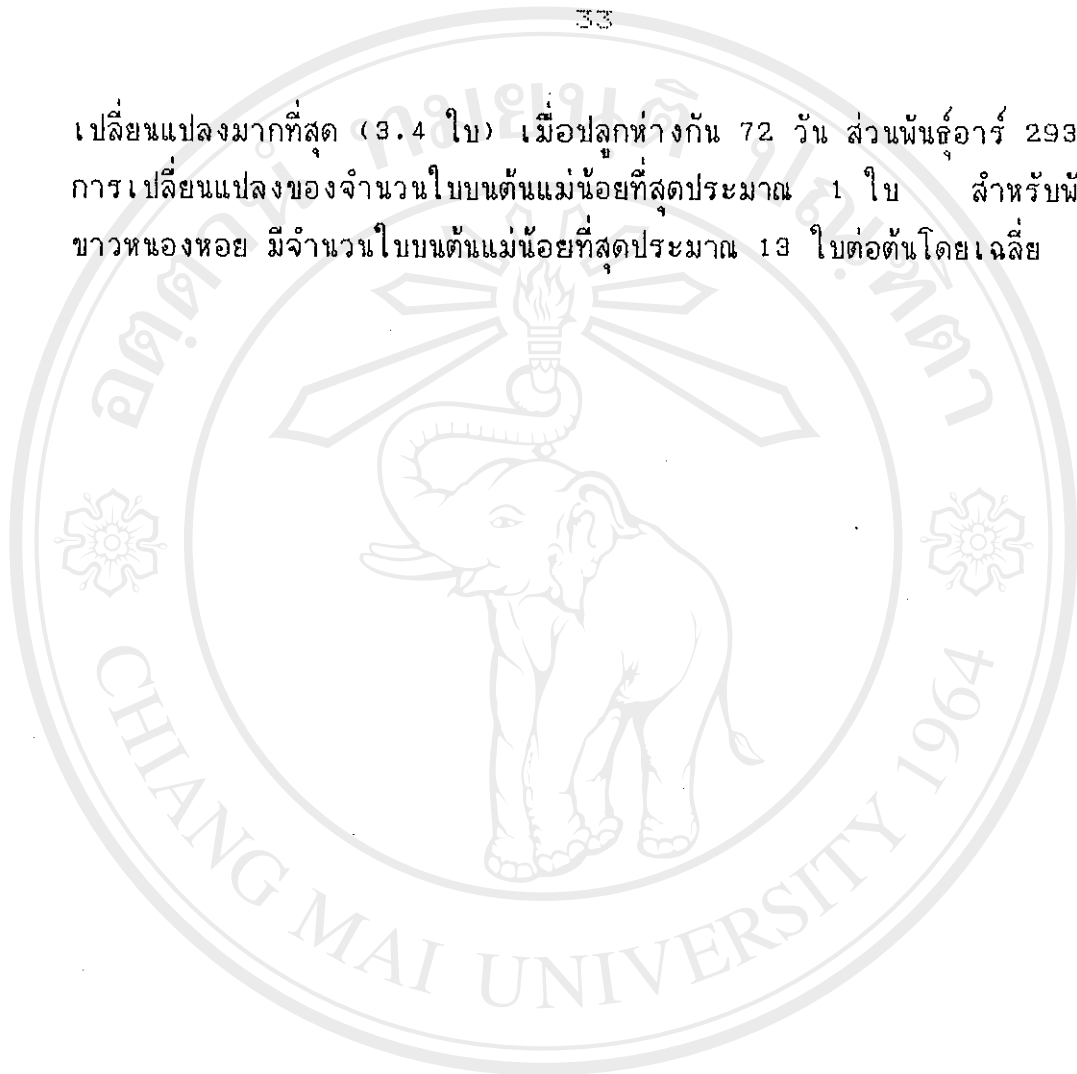 33
เปลี่ยนแปลงมากที่สุด (3.4 ใบ) เมื่อปลูกห่างกัน 72 วัน ส่วนพันธุ์อาร์ 293
การเปลี่ยนแปลงของจำนวนใบบนต้นแม่น้อยที่สุดประมาณ 1 ใบ สำหรับพั
ขาวหนองหอย มีจำนวนใบบนต้นแม่น้อยที่สุดประมาณ 13 ใบต่อต้นโดยเฉลี่ย
CHIANG MAI UNIVERSITY 1964